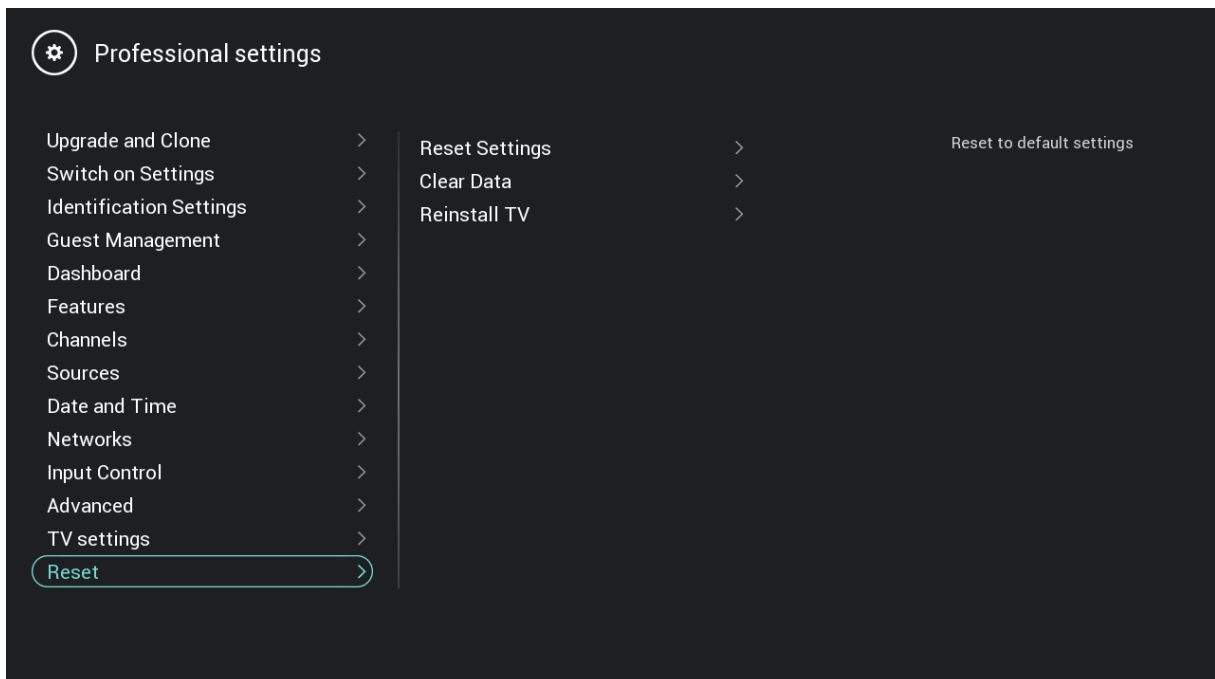 Professional settings
Upgrade and Clone
Switch on Settings
Identification Settings
Guest Management
Dashboard
Features
Channels
Sources
Date and Time
Networks
Input Control
Advanced
TV settings
Reset
Reset Settings
Clear Data
Reinstall TV
Reset to default settings